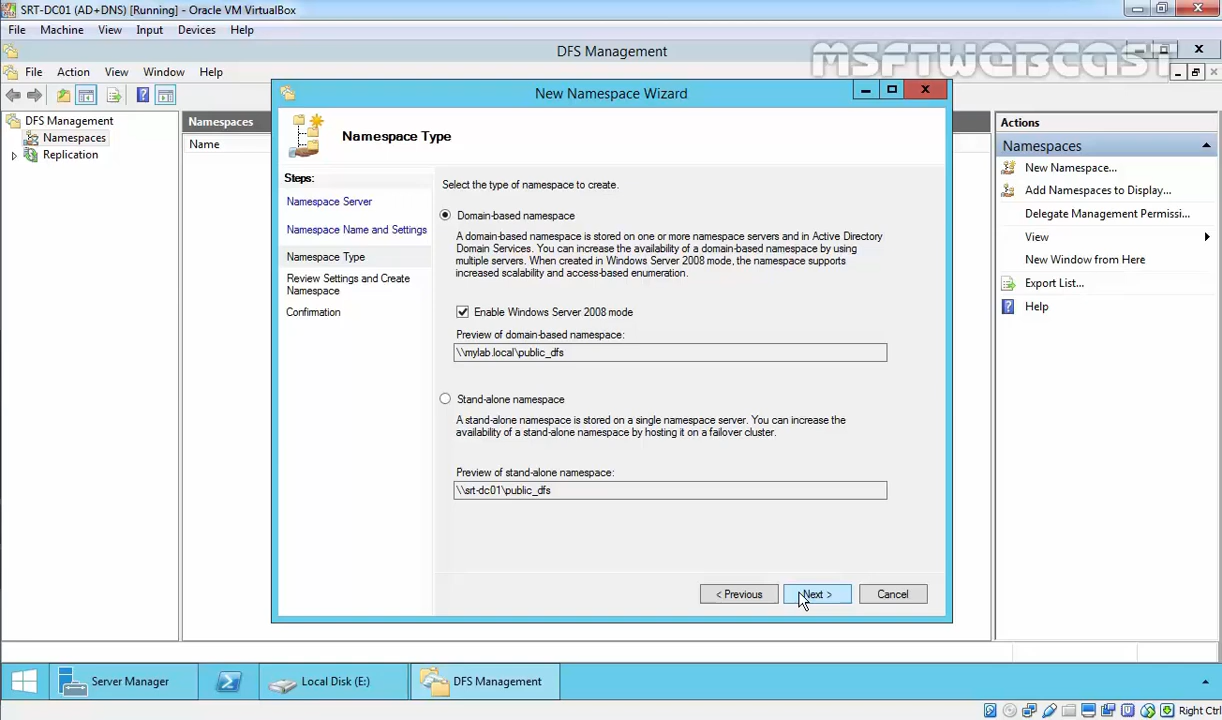 SRT-DC01 (AD+DNS) [Running] - Oracle VM VirtualBox
File Machine View Input Devices Help
DFS Management
MSFTWEBCAST
File Action View Window Help
DFS Management
Namespaces
Replication
Namespaces
Name
New Namespace Wizard
Namespace Type
Steps:
Namespace Server
Namespace Name and Settings
Namespace Type
Review Settings and Create
Namespace
Confirmation
Select the type of namespace to create.
Domain-based namespace
A domain-based namespace is stored on one or more namespace servers and in Active Directory
Domain Services. You can increase the availability of a domain-based namespace by using
multiple servers. When created in Windows Server 2008 mode, the namespace supports
increased scalability and access-based enumeration.
Enable Windows Server 2008 mode
Preview of domain-based namespace:
\\mylab.local\public_dfs
Stand-alone namespace
A stand-alone namespace is stored on a single namespace server. You can increase the
availability of a stand-alone namespace by hosting it on a failover cluster.
Preview of stand-alone namespace:
\\srt-dc01\public_dfs
< Previous Next > Cancel
Actions
Namespaces
New Namespace...
Add Namespaces to Display...
Delegate Management Permissi...
View
New Window from Here
Export List...
Help
Server Manager Local Disk (E:) DFS Management
Right Ctrl